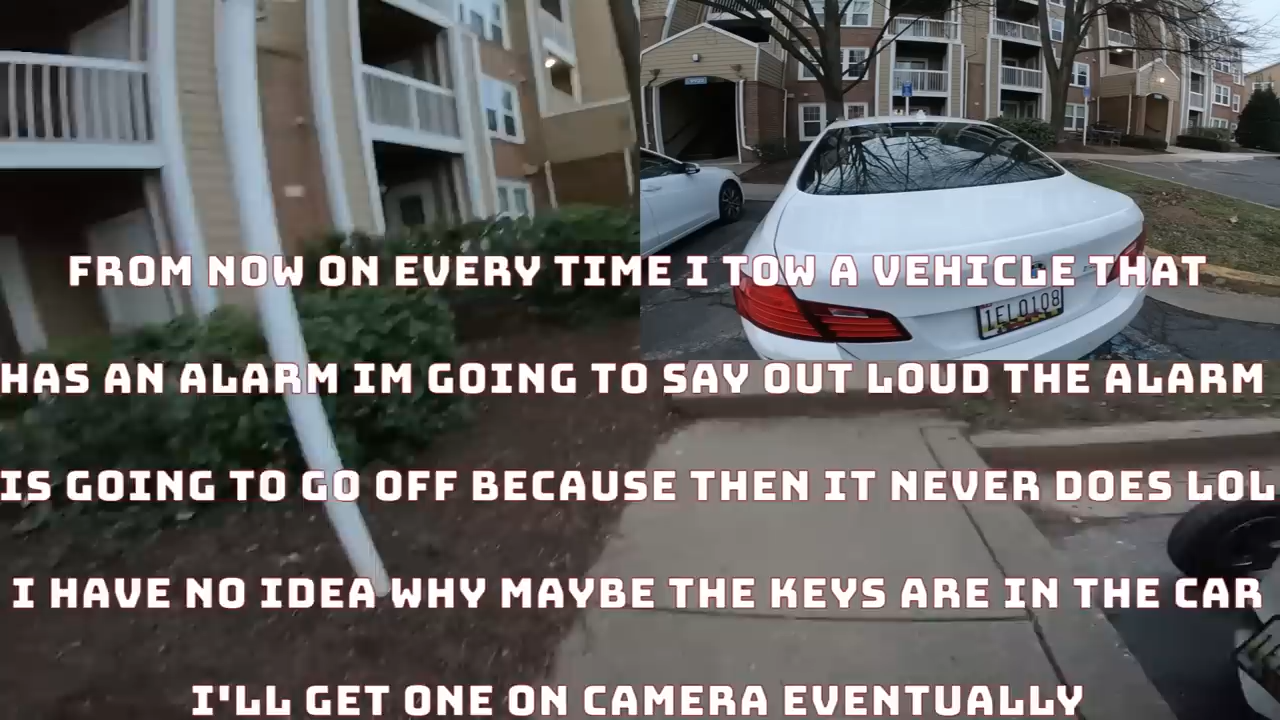 FROM NOW ON EVERY TIME I TOW A VEHICLE THAT
1EL0108
HAS AN ALARM IM GOING TO SAY OUT LOUD THE ALARM
IS GOING TO GO OFF BECAUSE THEN IT NEVER DOES LOL
I HAVE NO IDEA WHY MAYBE THE KEYS ARE IN THE CAR
I'LL GET ONE ON CAMERA EVENTUALLY